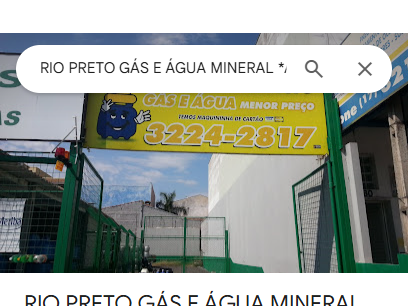 RIO PRETO GÁS E ÁGUA MINERAL
GÁS E ÁGUA MENOR PREÇO
TEMOS MAQUININHA DE CARTÃO
3224-2817
RIO PRETO GÁS E ÁGUA MINERAL